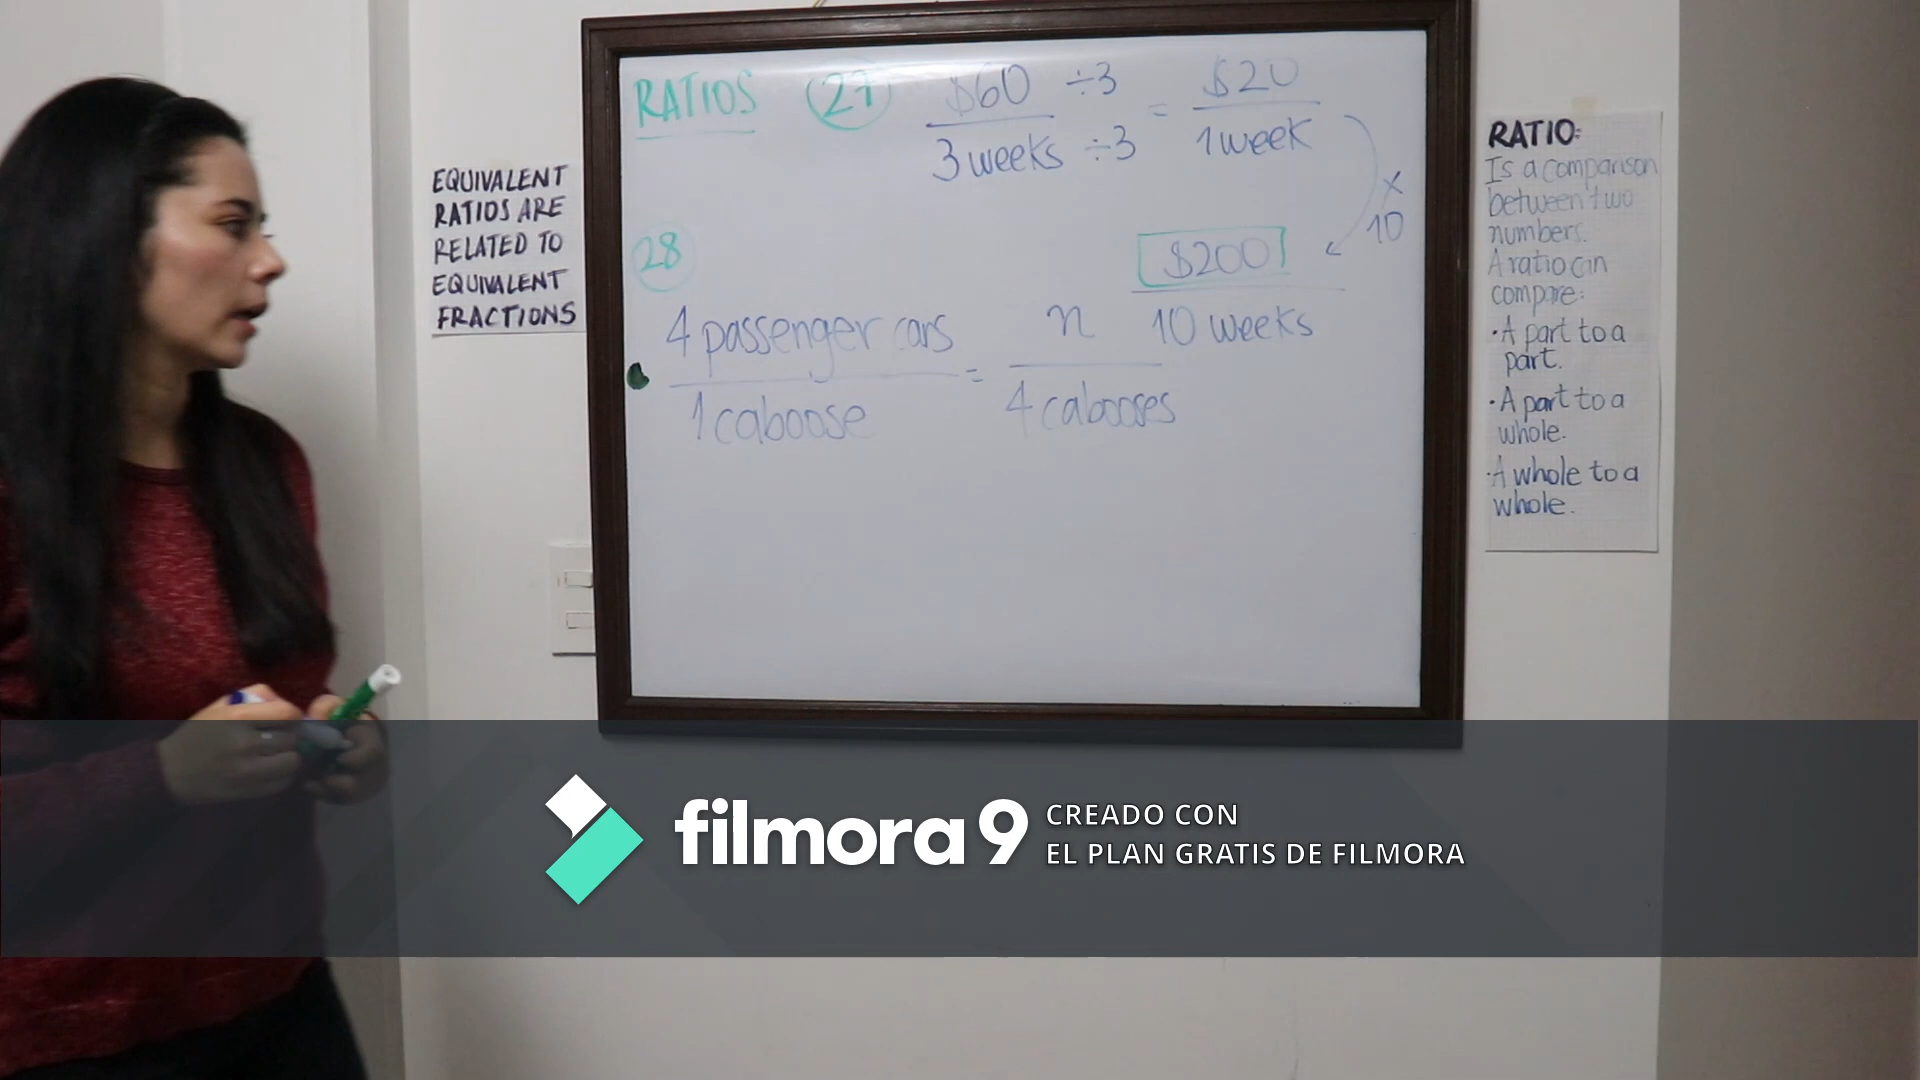 EQUIVALENT
RATIOS ARE
RELATED TO
EQUIVALENT
FRACTIONS
RATIOS
27
$60 ÷3
3 weeks ÷3
=
$20
1 week
×
10
$200
10 weeks
28
4 passenger cars
1 caboose
=
n
4 cabooses
RATIO:
Is a comparison
between two
numbers.
A ratio can
compare:
·A part to a
part.
·A part to a
whole.
·A whole to a
whole.
filmora 9
CREADO CON
EL PLAN GRATIS DE FILMORA